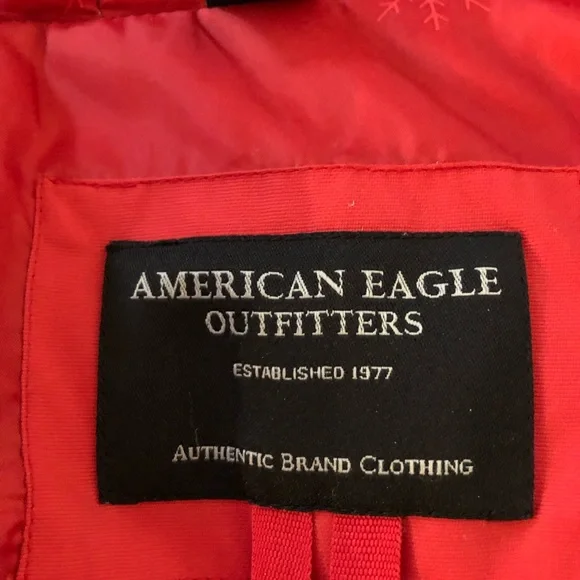 AMERICAN EAGLE
OUTFITTERS
ESTABLISHED 1977
AUTHENTIC BRAND CLOTHING